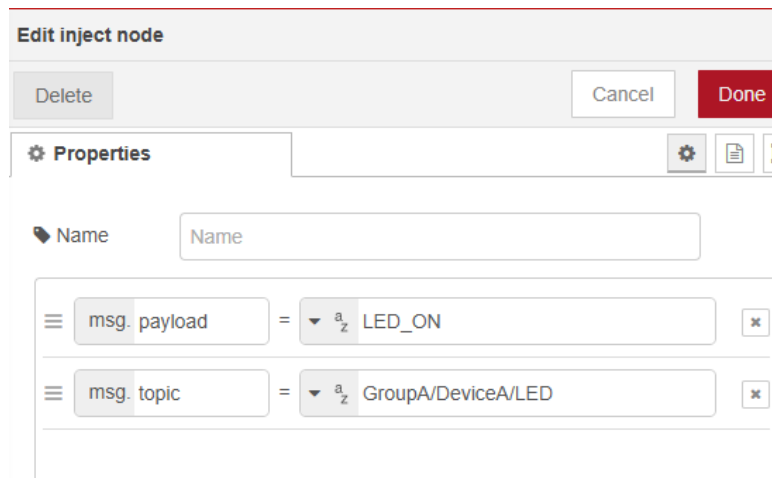 Edit inject node
Delete Cancel Done
Properties
Name Name
msg. payload = a z LED_ON
msg. topic = a z GroupA/DeviceA/LED